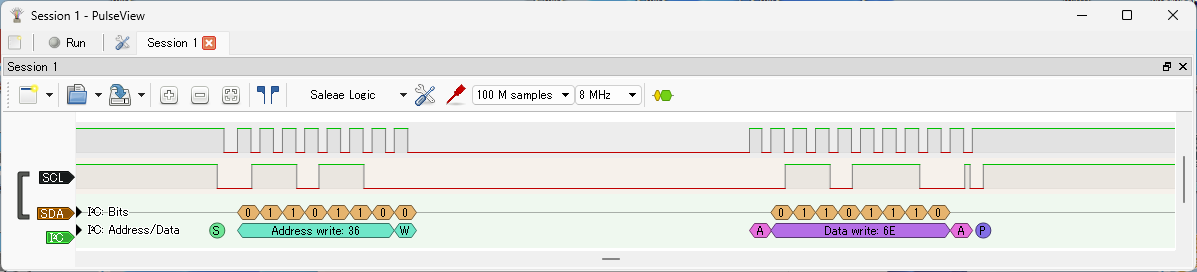 Session 1 - PulseView
Run
Session 1
Session 1
Saleae Logic
100 M samples
8 MHz
SCL
SDA
I²C: Bits
0 1 1 0 1 1 0 0
0 1 1 0 1 1 1 0
I²C
I²C: Address/Data
S
Address write: 36
W
A
Data write: 6E
A
P